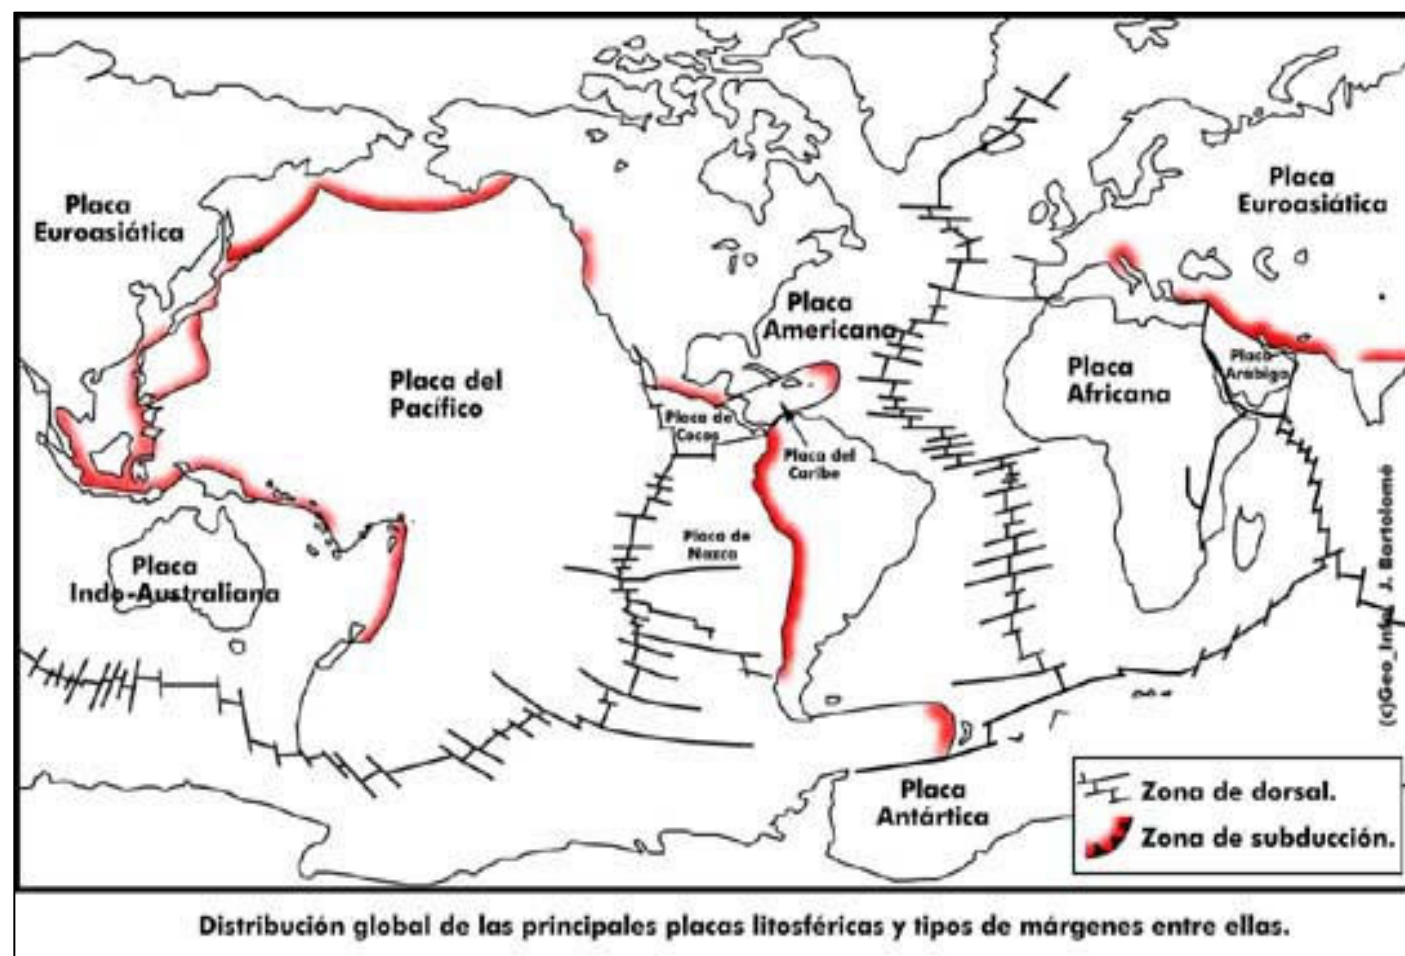 Placa
Euroasiática
Placa
Euroasiática
Placa
Americana
Placa del
Pacífico
Placa
Africana
Placa
Arábiga
Placa de
Cocos
Placa del
Caribe
Placa de
Nazca
Placa
Indo-Australiana
Placa
Antártica
(c)Geo_Info J. Bartolomé
Zona de dorsal.
Zona de subducción.
Distribución global de las principales placas litosféricas y tipos de márgenes entre ellas.